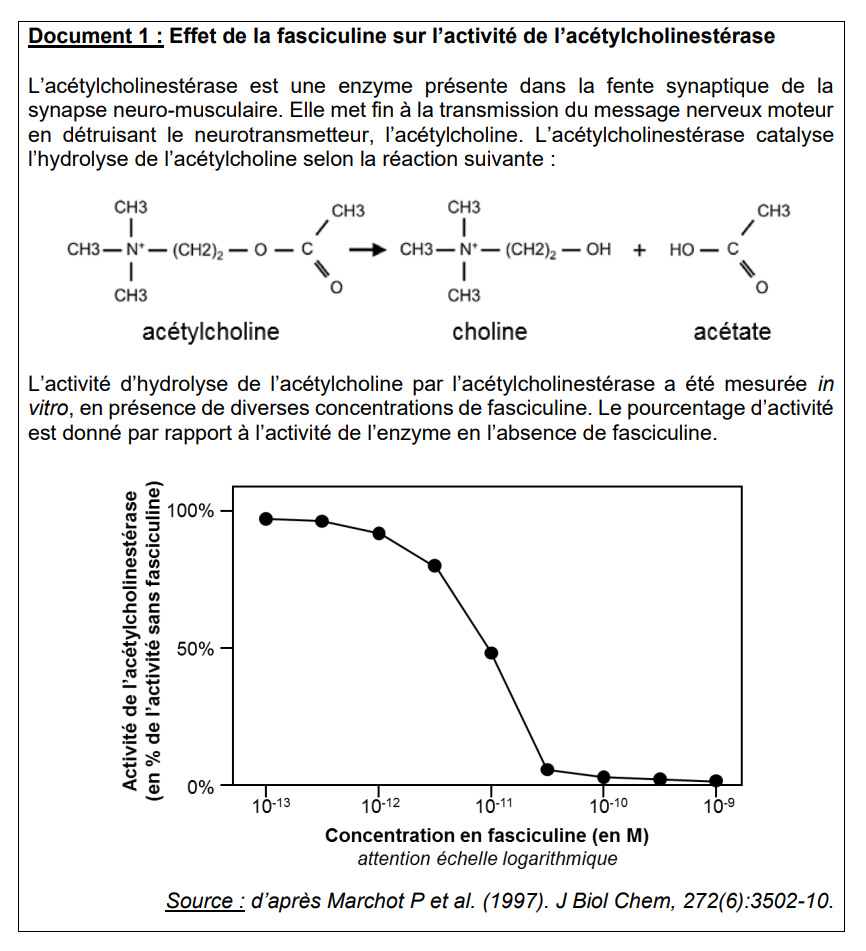 Document 1 : Effet de la fasciculine sur l’activité de l’acétylcholinestérase
L’acétylcholinestérase est une enzyme présente dans la fente synaptique de la
synapse neuro-musculaire. Elle met fin à la transmission du message nerveux moteur
en détruisant le neurotransmetteur, l’acétylcholine. L’acétylcholinestérase catalyse
l’hydrolyse de l’acétylcholine selon la réaction suivante :
CH3 CH3 CH3 CH3
CH3 — N⁺ — (CH2)₂ — O — C → CH3 — N⁺ — (CH2)₂ — OH + HO — C
CH3 O CH3 O
acétylcholine choline acétate
L’activité d’hydrolyse de l’acétylcholine par l’acétylcholinestérase a été mesurée in
vitro, en présence de diverses concentrations de fasciculine. Le pourcentage d’activité
est donné par rapport à l’activité de l’enzyme en l’absence de fasciculine.
Activité de l’acétylcholinestérase
(en % de l’activité sans fasciculine)
100%
50%
0%
10⁻¹³ 10⁻¹² 10⁻¹¹ 10⁻¹⁰ 10⁻⁹
Concentration en fasciculine (en M)
attention échelle logarithmique
Source : d’après Marchot P et al. (1997). J Biol Chem, 272(6):3502-10.